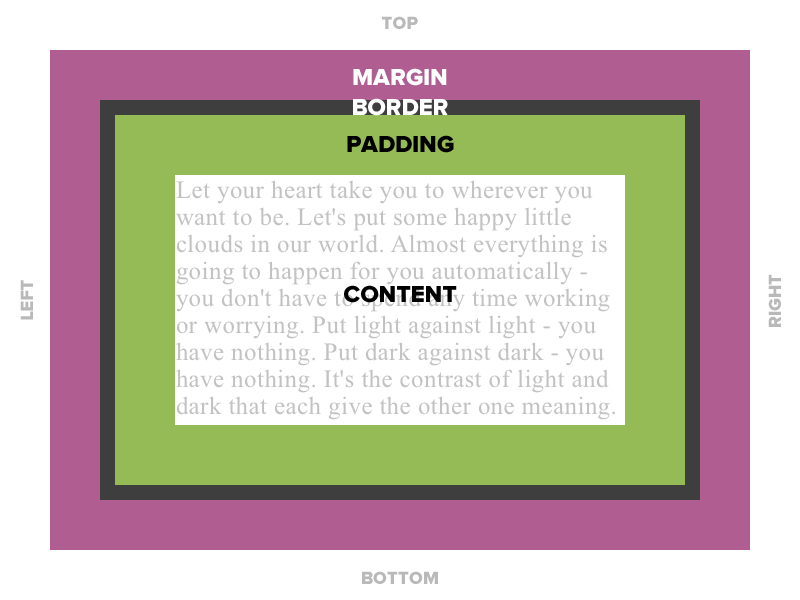 TOP
MARGIN
BORDER
PADDING
Let your heart take you to wherever you
want to be. Let's put some happy little
clouds in our world. Almost everything is
going to happen for you automatically -
you don't have to spend any time working
or worrying. Put light against light - you
have nothing. Put dark against dark - you
have nothing. It's the contrast of light and
dark that each give the other one meaning.
CONTENT
LEFT
RIGHT
BOTTOM